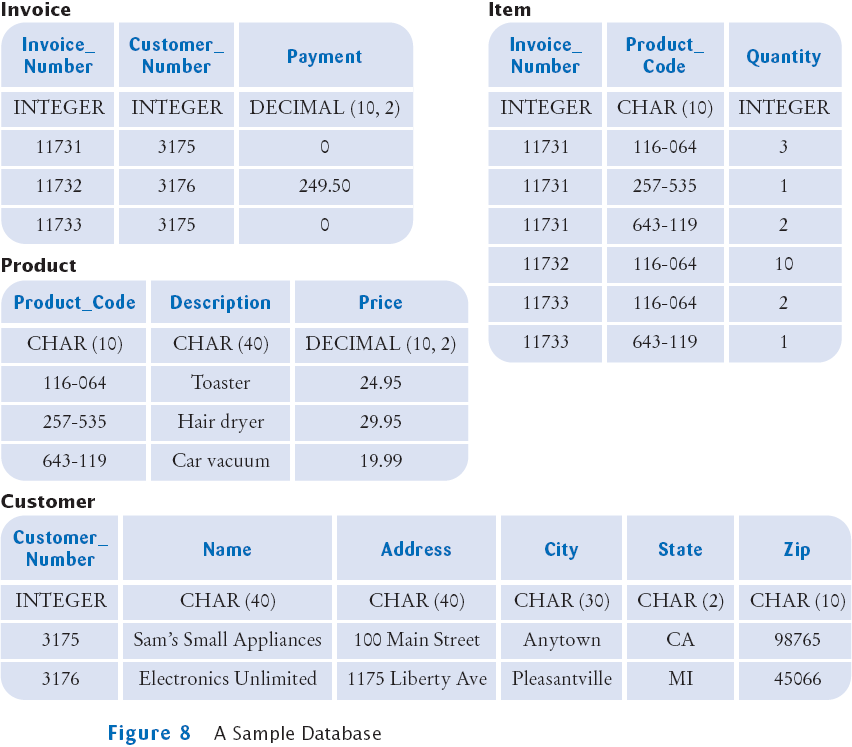 Invoice
Invoice_ Customer_ Payment
Number Number
INTEGER INTEGER DECIMAL (10, 2)
11731 3175 0
11732 3176 249.50
11733 3175 0
Item
Invoice_ Product_ Quantity
Number Code
INTEGER CHAR (10) INTEGER
11731 116-064 3
11731 257-535 1
11731 643-119 2
11732 116-064 10
11733 116-064 2
11733 643-119 1
Product
Product_Code Description Price
CHAR (10) CHAR (40) DECIMAL (10, 2)
116-064 Toaster 24.95
257-535 Hair dryer 29.95
643-119 Car vacuum 19.99
Customer
Customer_ Name Address City State Zip
Number
INTEGER CHAR (40) CHAR (40) CHAR (30) CHAR (2) CHAR (10)
3175 Sam’s Small Appliances 100 Main Street Anytown CA 98765
3176 Electronics Unlimited 1175 Liberty Ave Pleasantville MI 45066
Figure 8 A Sample Database